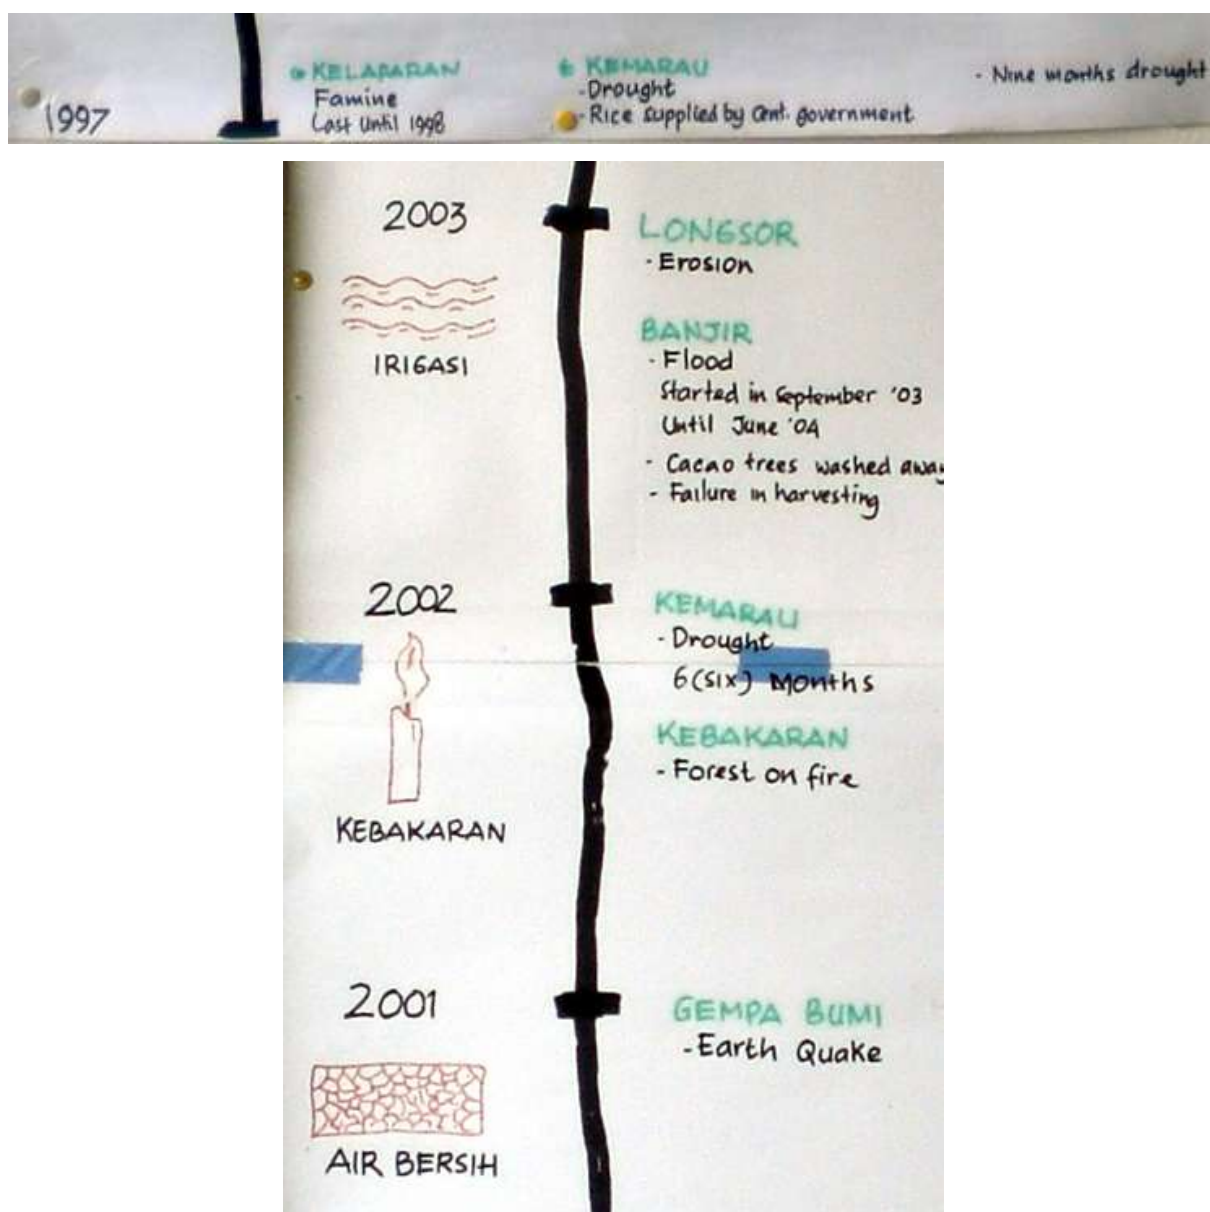 1997
KELAPARAN
Famine
Last Until 1998
KEMARAU
- Drought
- Rice supplied by Cent. government
- Nine months drought
2003
IRIGASI
LONGSOR
- Erosion
BANJIR
- Flood
Started in September '03
Until June '04
- Cacao trees washed away
- Failure in harvesting
2002
KEBAKARAN
KEMARAU
- Drought
6 (six) Months
KEBAKARAN
- Forest on fire
2001
AIR BERSIH
GEMPA BUMI
- Earth Quake